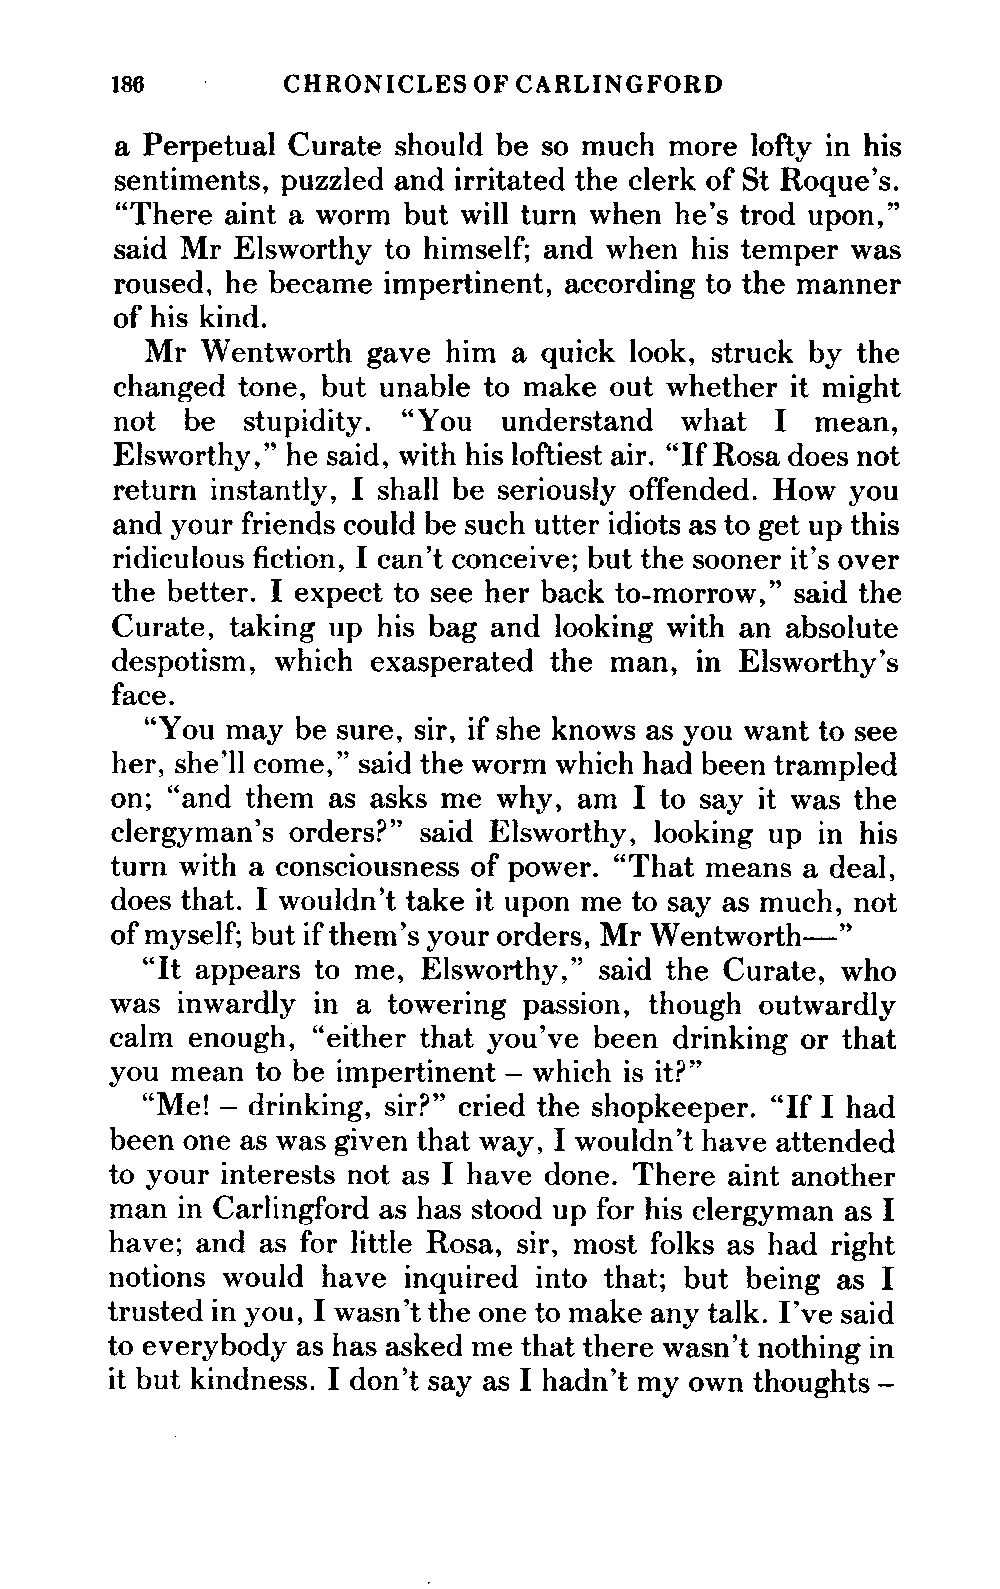 186 CHRONICLES OF CARLINGFORD
a Perpetual Curate should be so much more lofty in his
sentiments, puzzled and irritated the clerk of St Roque's.
“There aint a worm but will turn when he's trod upon,”
said Mr Elsworthy to himself; and when his temper was
roused, he became impertinent, according to the manner
of his kind.
Mr Wentworth gave him a quick look, struck by the
changed tone, but unable to make out whether it might
not be stupidity. “You understand what I mean,
Elsworthy,” he said, with his loftiest air. “If Rosa does not
return instantly, I shall be seriously offended. How you
and your friends could be such utter idiots as to get up this
ridiculous fiction, I can't conceive; but the sooner it's over
the better. I expect to see her back to-morrow,” said the
Curate, taking up his bag and looking with an absolute
despotism, which exasperated the man, in Elsworthy's
face.
“You may be sure, sir, if she knows as you want to see
her, she'll come,” said the worm which had been trampled
on; “and them as asks me why, am I to say it was the
clergyman's orders?” said Elsworthy, looking up in his
turn with a consciousness of power. “That means a deal,
does that. I wouldn't take it upon me to say as much, not
of myself; but if them's your orders, Mr Wentworth—”
“It appears to me, Elsworthy,” said the Curate, who
was inwardly in a towering passion, though outwardly
calm enough, “either that you've been drinking or that
you mean to be impertinent – which is it?”
“Me! – drinking, sir?” cried the shopkeeper. “If I had
been one as was given that way, I wouldn't have attended
to your interests not as I have done. There aint another
man in Carlingford as has stood up for his clergyman as I
have; and as for little Rosa, sir, most folks as had right
notions would have inquired into that; but being as I
trusted in you, I wasn't the one to make any talk. I've said
to everybody as has asked me that there wasn't nothing in
it but kindness. I don't say as I hadn't my own thoughts –